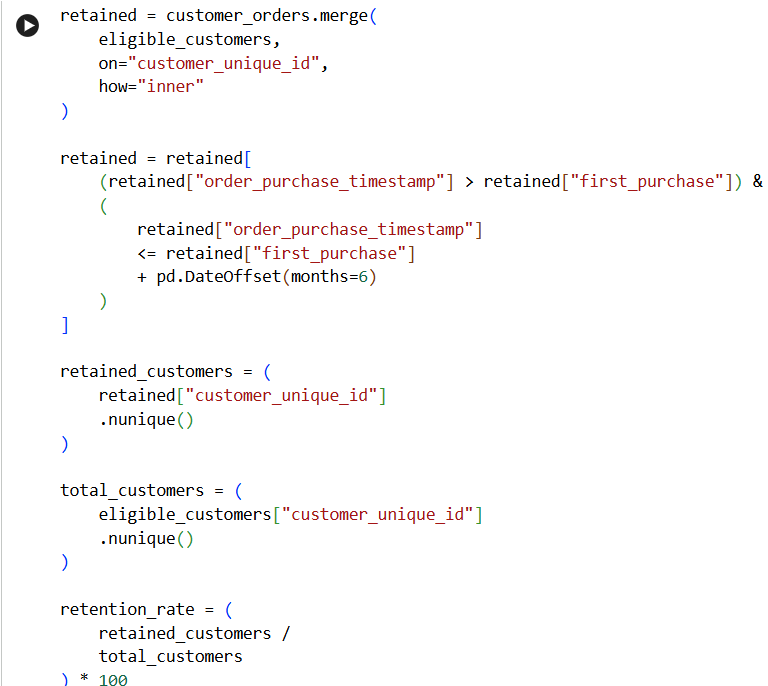 retained = customer_orders.merge(
    eligible_customers,
    on="customer_unique_id",
    how="inner"
)

retained = retained[
    (retained["order_purchase_timestamp"] > retained["first_purchase"]) &
    (
        retained["order_purchase_timestamp"]
        <= retained["first_purchase"]
        + pd.DateOffset(months=6)
    )
]

retained_customers = (
    retained["customer_unique_id"]
    .nunique()
)

total_customers = (
    eligible_customers["customer_unique_id"]
    .nunique()
)

retention_rate = (
    retained_customers /
    total_customers
) * 100